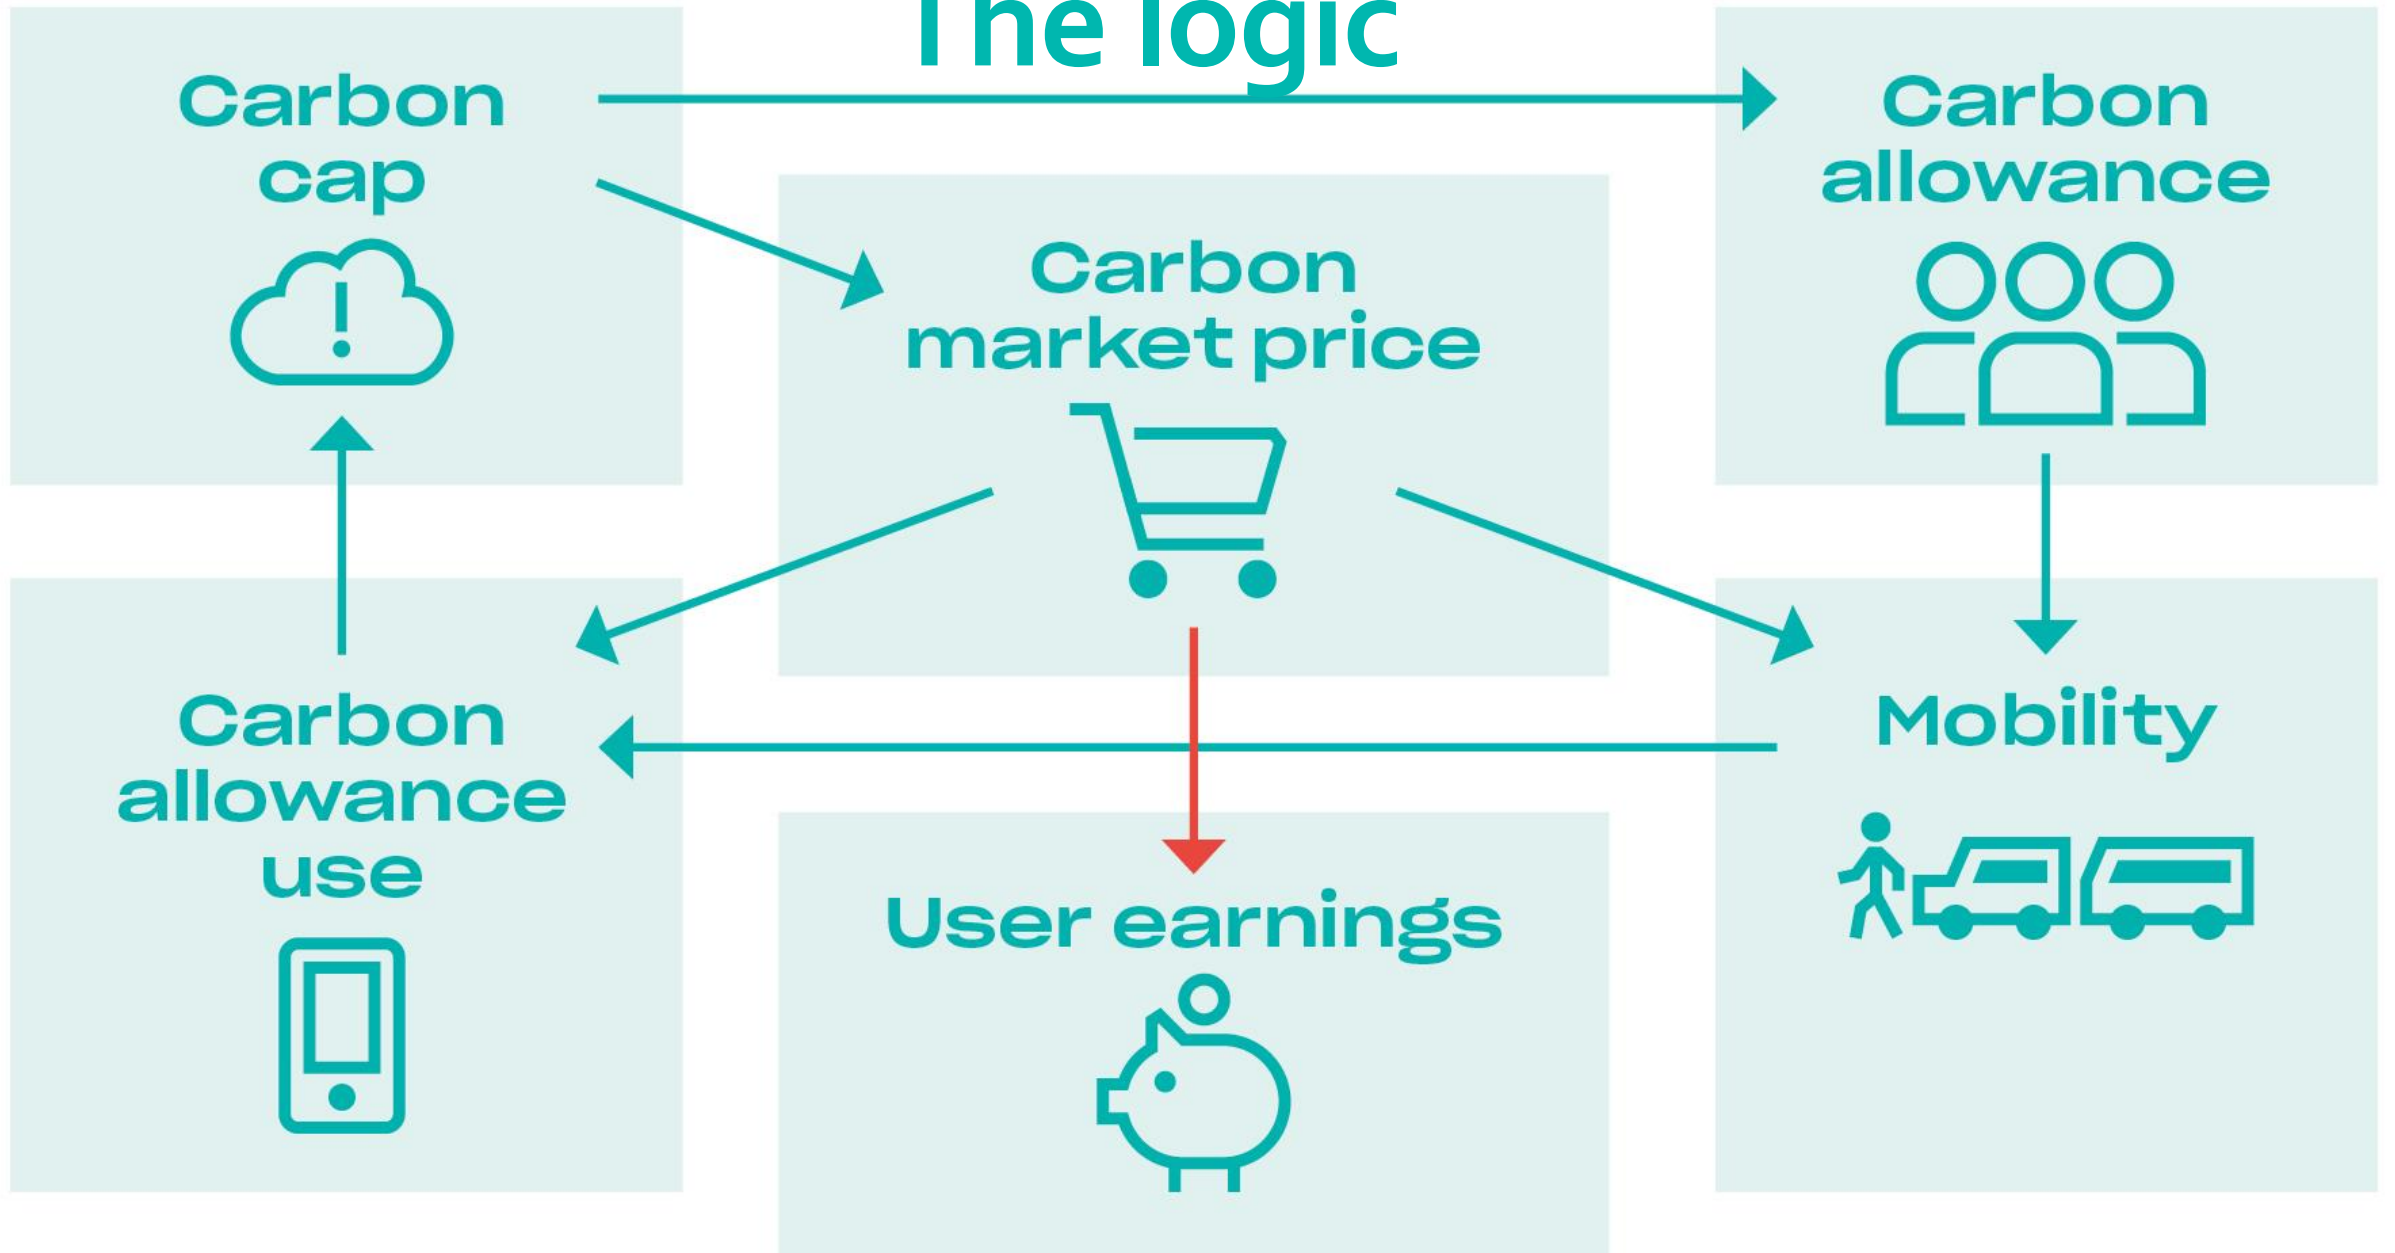 The logic
Carbon
cap
Carbon
allowance
Carbon
market price
Carbon
allowance
use
Mobility
User earnings